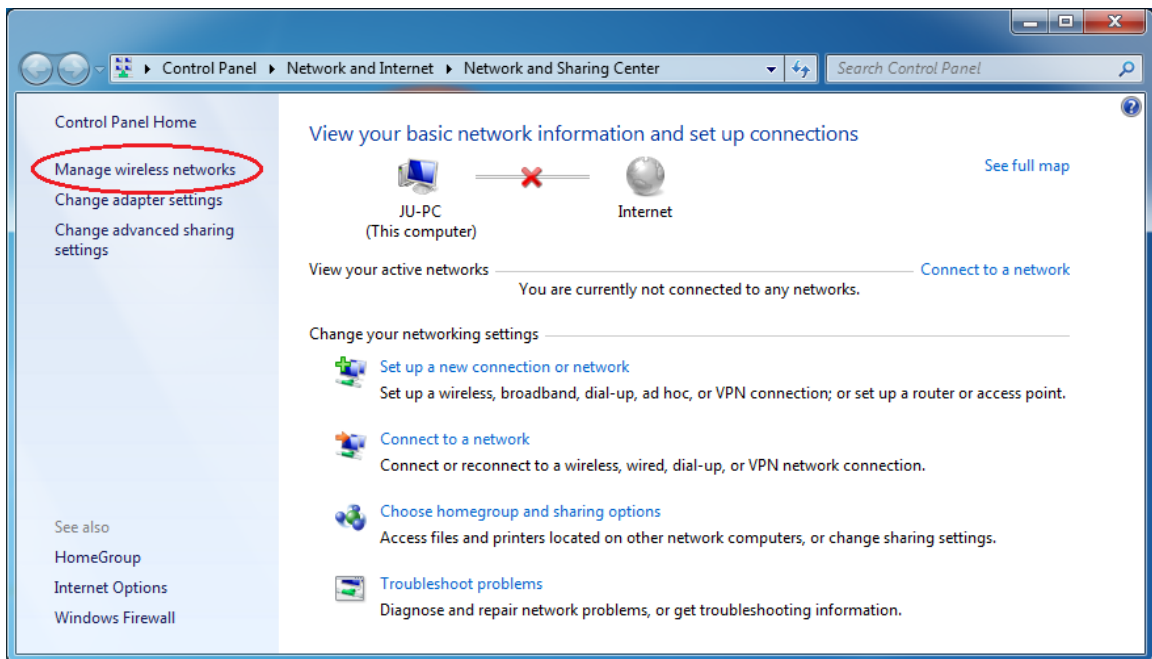 Control Panel Network and Internet Network and Sharing Center Search Control Panel
Control Panel Home
Manage wireless networks
Change adapter settings
Change advanced sharing
settings
See also
HomeGroup
Internet Options
Windows Firewall
View your basic network information and set up connections
See full map
JU-PC
(This computer)
Internet
View your active networks
Connect to a network
You are currently not connected to any networks.
Change your networking settings
Set up a new connection or network
Set up a wireless, broadband, dial-up, ad hoc, or VPN connection; or set up a router or access point.
Connect to a network
Connect or reconnect to a wireless, wired, dial-up, or VPN network connection.
Choose homegroup and sharing options
Access files and printers located on other network computers, or change sharing settings.
Troubleshoot problems
Diagnose and repair network problems, or get troubleshooting information.